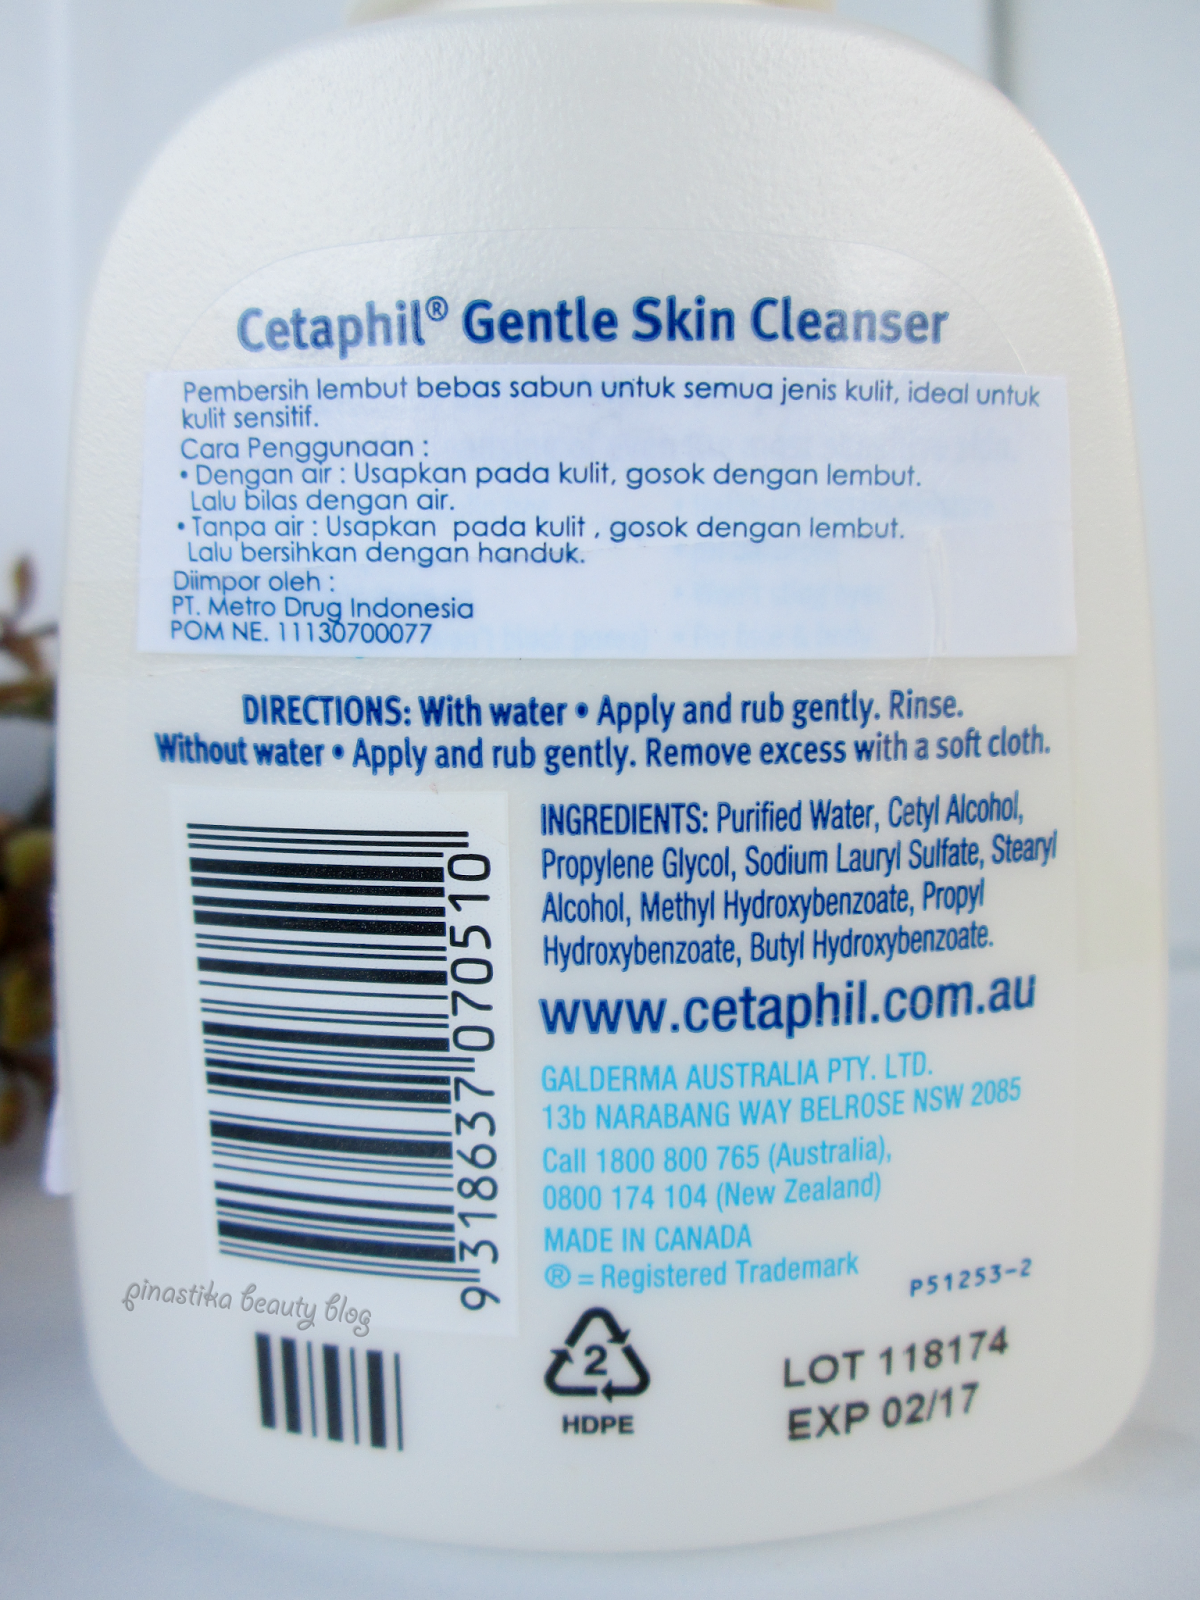 Cetaphil® Gentle Skin Cleanser
Pembersih lembut bebas sabun untuk semua jenis kulit, ideal untuk
kulit sensitif.
Cara Penggunaan :
• Dengan air : Usapkan pada kulit, gosok dengan lembut.
Lalu bilas dengan air.
• Tanpa air : Usapkan pada kulit , gosok dengan lembut.
Lalu bersihkan dengan handuk.
Diimpor oleh :
PT. Metro Drug Indonesia
POM NE. 11130700077
DIRECTIONS: With water • Apply and rub gently. Rinse.
Without water • Apply and rub gently. Remove excess with a soft cloth.
9 318637 070510
INGREDIENTS: Purified Water, Cetyl Alcohol,
Propylene Glycol, Sodium Lauryl Sulfate, Stearyl
Alcohol, Methyl Hydroxybenzoate, Propyl
Hydroxybenzoate, Butyl Hydroxybenzoate.
www.cetaphil.com.au
GALDERMA AUSTRALIA PTY. LTD.
13b NARABANG WAY BELROSE NSW 2085
Call 1800 800 765 (Australia),
0800 174 104 (New Zealand)
MADE IN CANADA
® = Registered Trademark
P51253-2
pinastika beauty blog
2
HDPE
LOT 118174
EXP 02/17